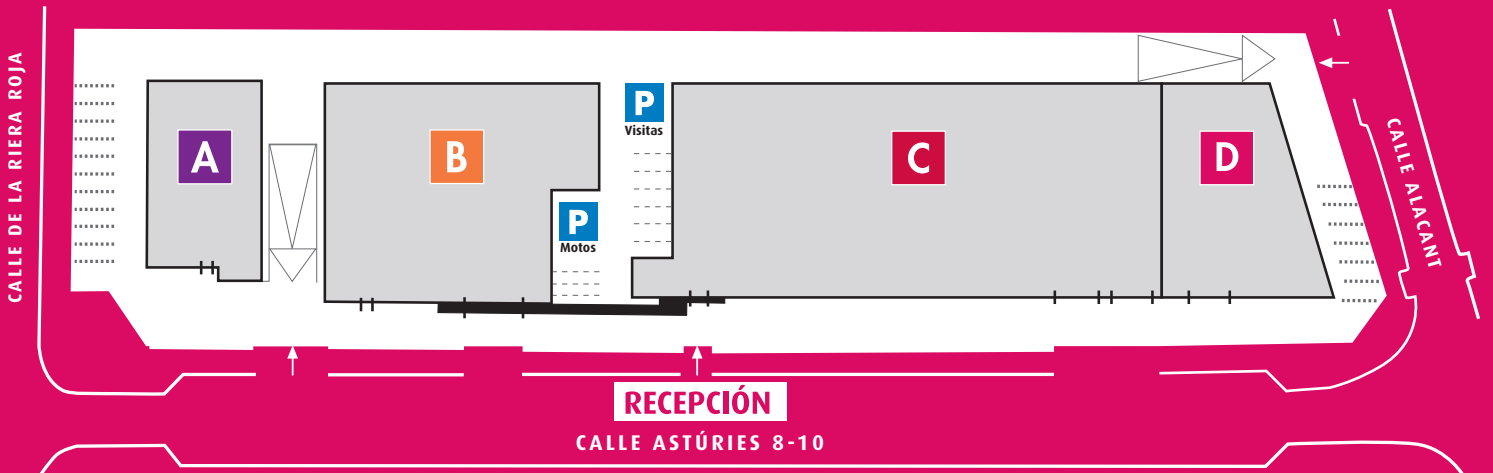 CALLE DE LA RIERA ROJA
A
B
P
Visitas
P
Motos
C
D
CALLE ALACANT
RECEPCIÓN
CALLE ASTÚRIES 8-10